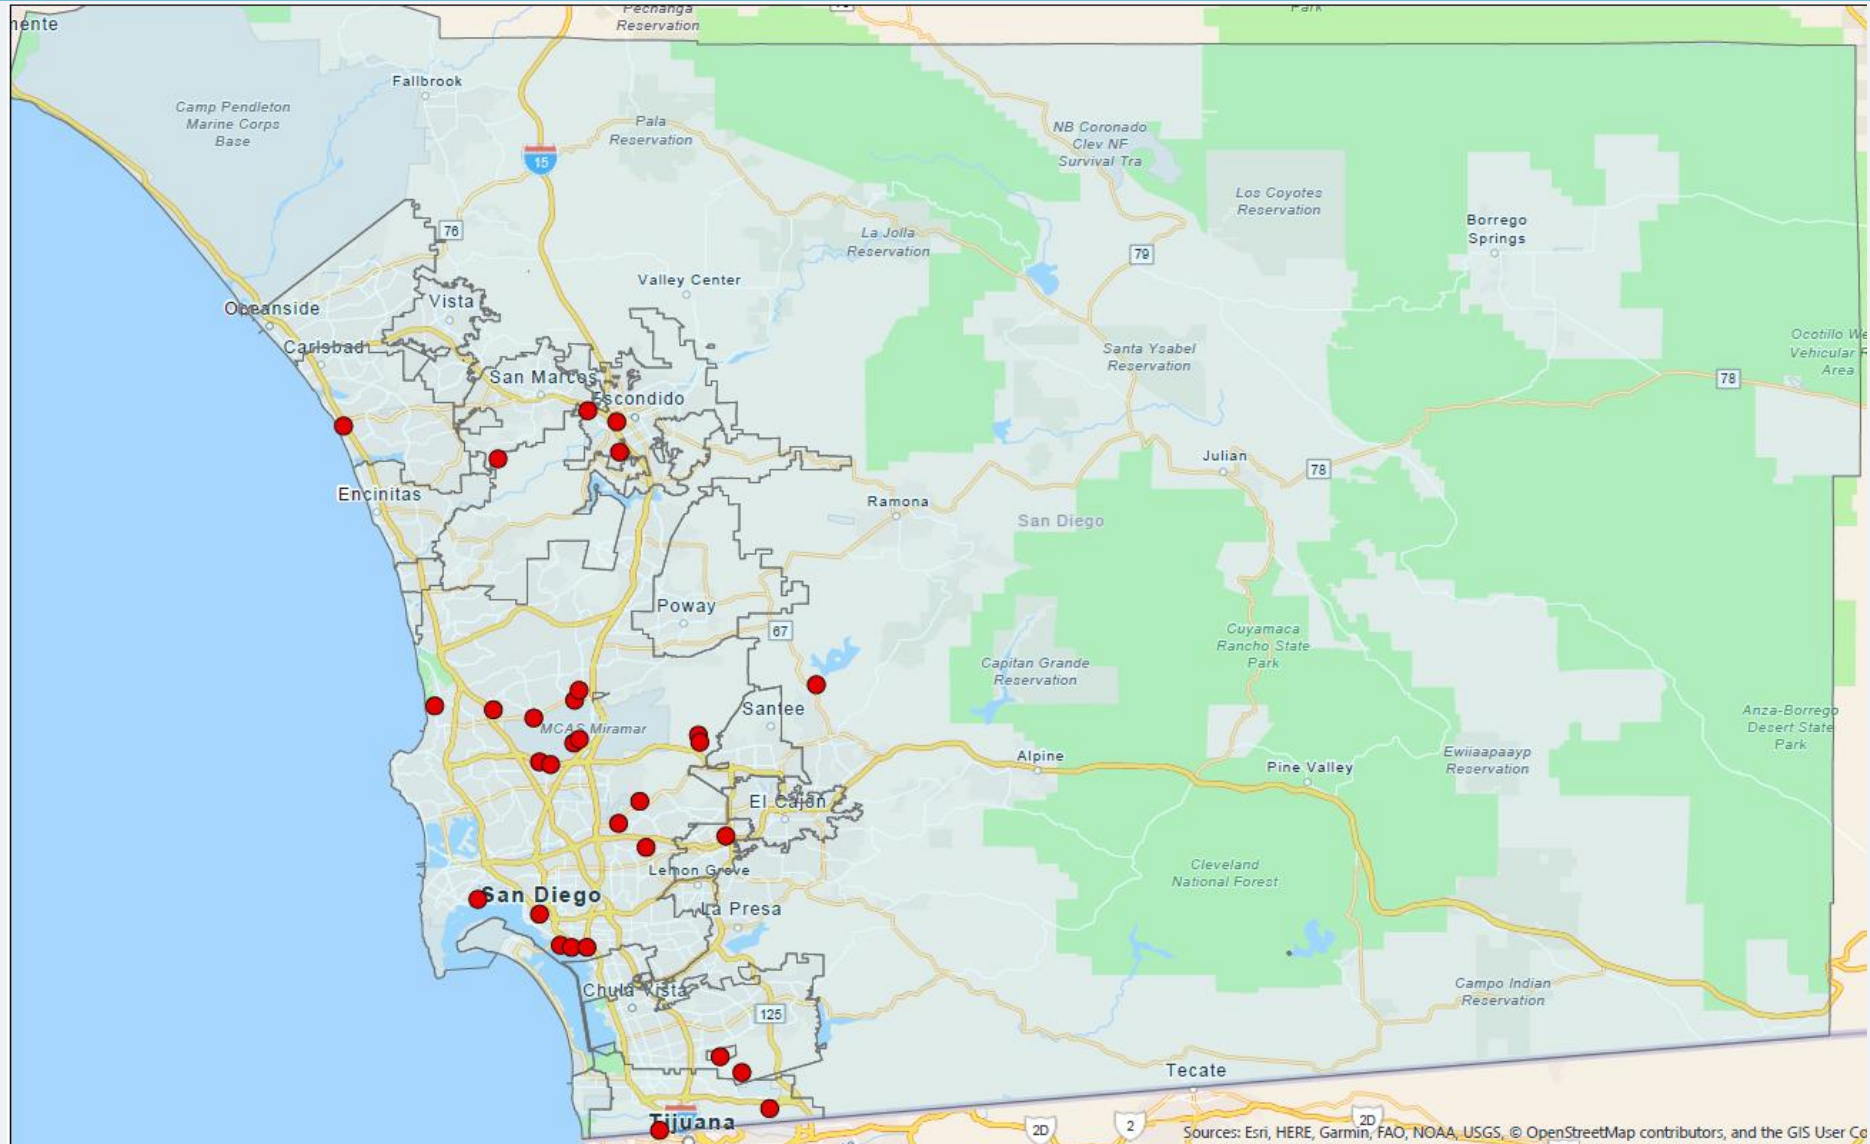 Pechanga
Reservation
Park
Fallbrook
Camp Pendleton
Marine Corps
Base
Pala
Reservation
NB Coronado
Clev NF
Survival Tra
15
Los Coyotes
Reservation
Borrego
Springs
76
La Jolla
Reservation
79
Valley Center
Vista
Oceanside
Carlsbad
Ocotillo We
Vehicular R
Area
Santa Ysabel
Reservation
San Marcos
78
Escondido
Julian
78
Encinitas
Ramona
San Diego
Poway
67
Cuyamaca
Rancho State
Park
Capitan Grande
Reservation
Santee
MCAS Miramar
Anza-Borrego
Desert State
Park
Alpine
Ewiiaapaayp
Reservation
Pine Valley
El Cajon
Lemon Grove
Cleveland
National Forest
San Diego
La Presa
Chula Vista
Campo Indian
Reservation
125
Tecate
Tijuana
2D
2
2D
Sources: Esri, HERE, Garmin, FAO, NOAA, USGS, © OpenStreetMap contributors, and the GIS User Co